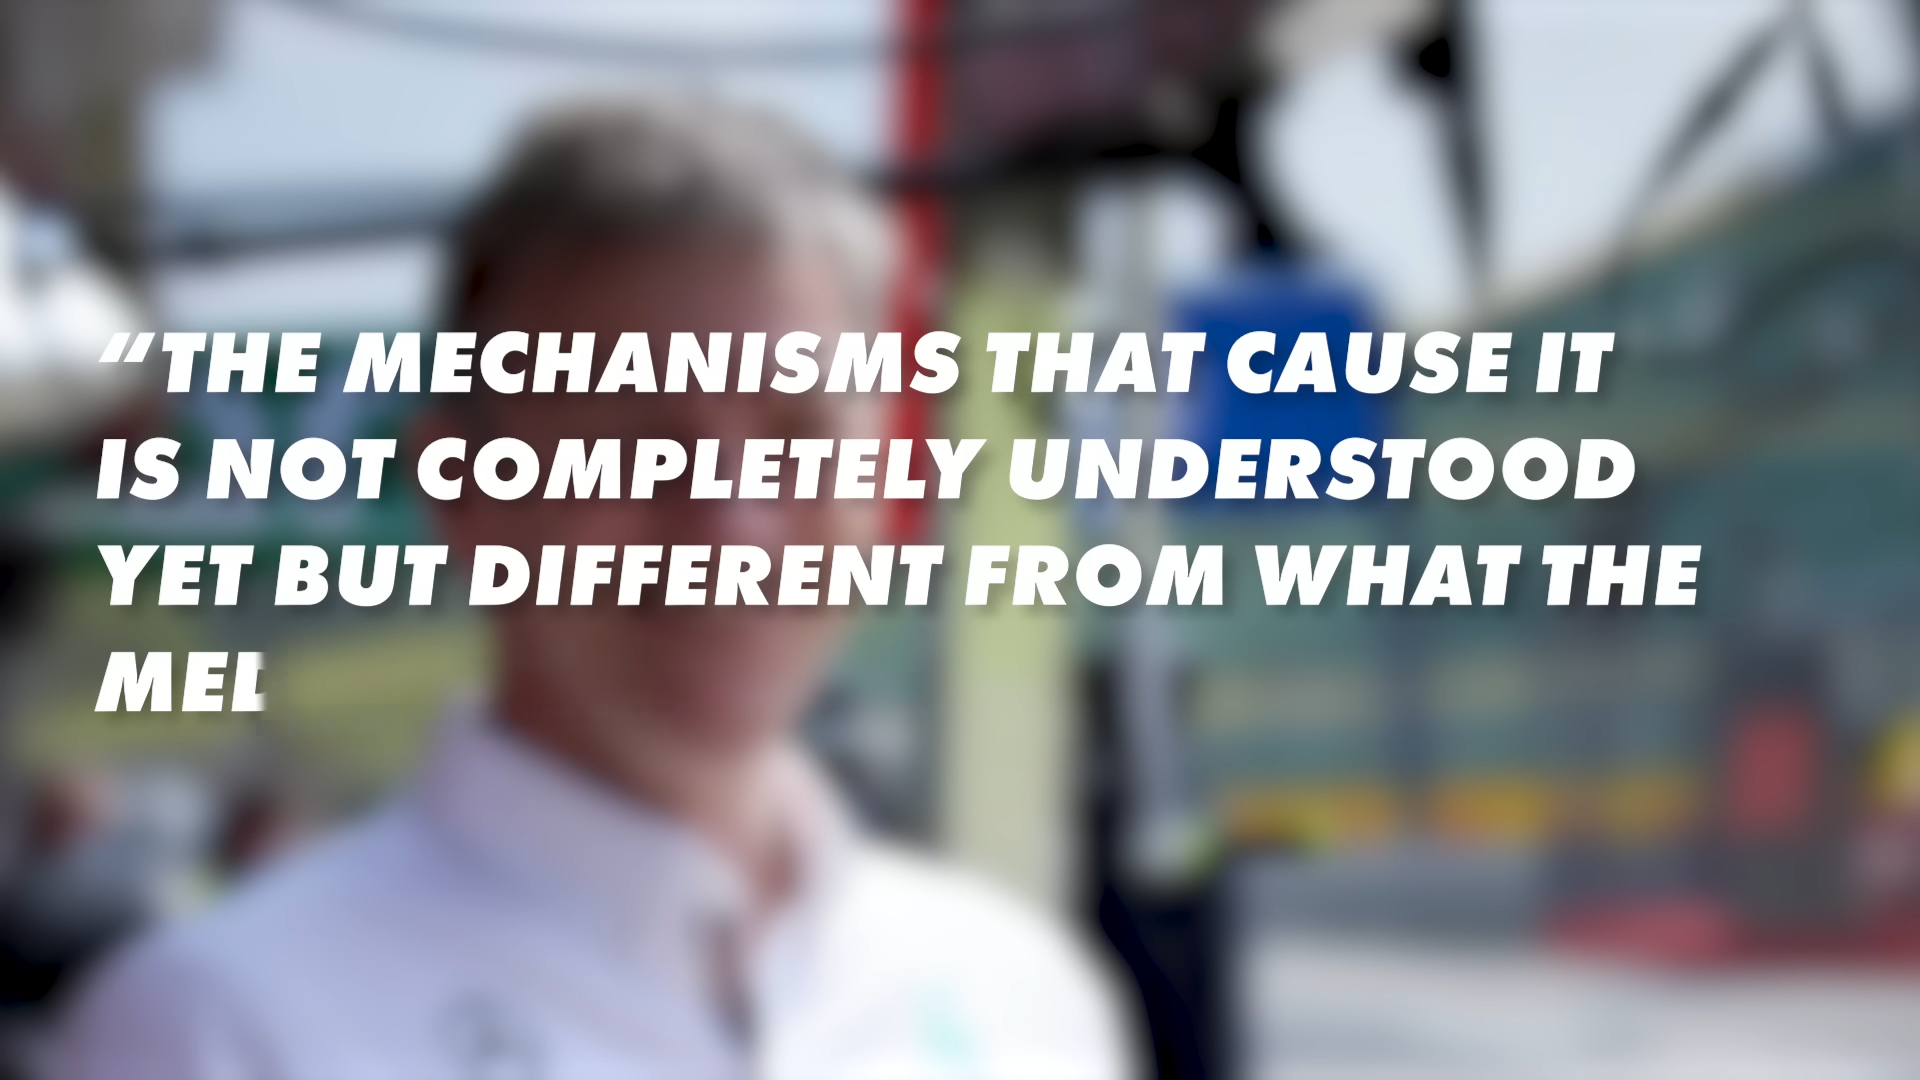 “THE MECHANISMS THAT CAUSE IT
IS NOT COMPLETELY UNDERSTOOD
YET BUT DIFFERENT FROM WHAT THE